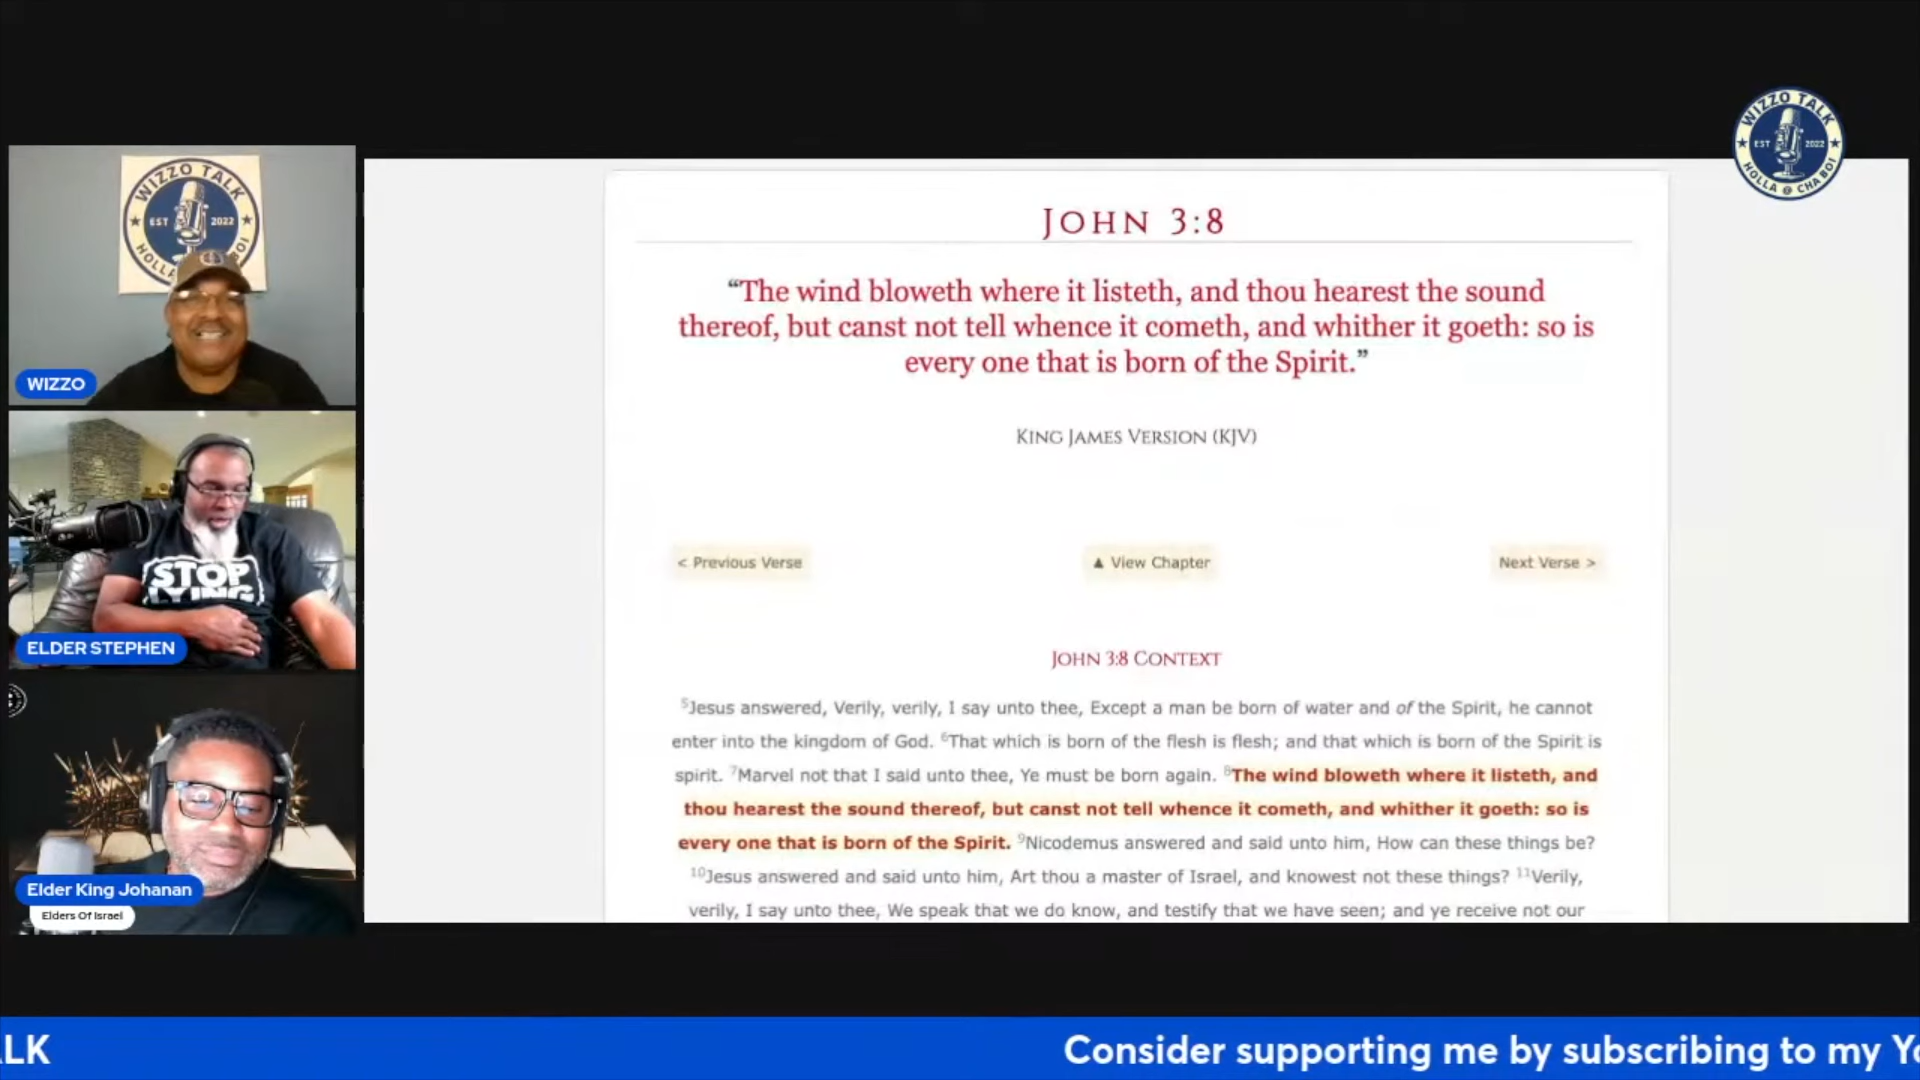 WIZZO TALK
EST 2022
HOLLA @ CHA BOI
WIZZO TALK
EST 2022
WIZZO
STOP
LYING
ELDER STEPHEN
Elder King Johanan
Elders Of Israel
JOHN 3:8
“The wind bloweth where it listeth, and thou hearest the sound
thereof, but canst not tell whence it cometh, and whither it goeth: so is
every one that is born of the Spirit.”
KING JAMES VERSION (KJV)
< Previous Verse
▲ View Chapter
Next Verse >
JOHN 3:8 CONTEXT
5Jesus answered, Verily, verily, I say unto thee, Except a man be born of water and of the Spirit, he cannot
enter into the kingdom of God. 6That which is born of the flesh is flesh; and that which is born of the Spirit is
spirit. 7Marvel not that I said unto thee, Ye must be born again. 8The wind bloweth where it listeth, and
thou hearest the sound thereof, but canst not tell whence it cometh, and whither it goeth: so is
every one that is born of the Spirit. 9Nicodemus answered and said unto him, How can these things be?
10Jesus answered and said unto him, Art thou a master of Israel, and knowest not these things? 11Verily,
verily, I say unto thee, We speak that we do know, and testify that we have seen; and ye receive not our
LK
Consider supporting me by subscribing to my Yo